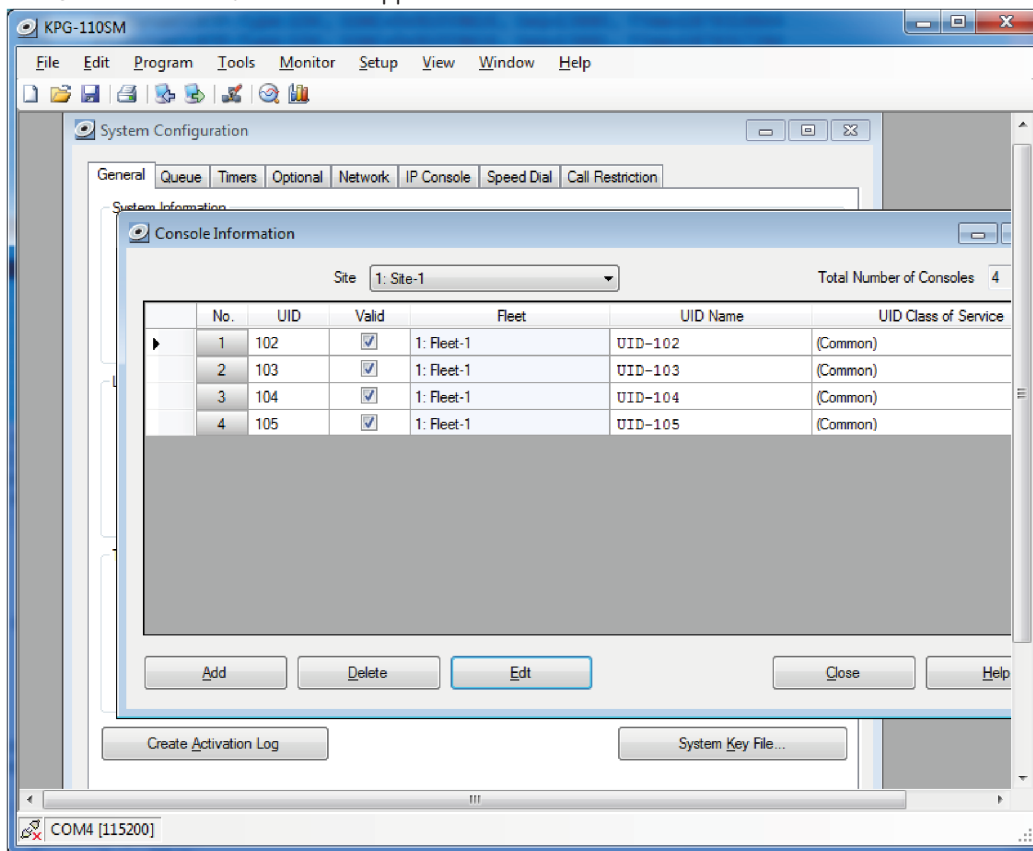 KPG-110SM
File Edit Program Tools Monitor Setup View Window Help
System Configuration
General Queue Timers Optional Network IP Console Speed Dial Call Restriction
System Information
Console Information
Site 1: Site-1 Total Number of Consoles 4
No. UID Valid Fleet UID Name UID Class of Service
1 102 1: Fleet-1 UID-102 (Common)
2 103 1: Fleet-1 UID-103 (Common)
3 104 1: Fleet-1 UID-104 (Common)
4 105 1: Fleet-1 UID-105 (Common)
Add Delete Edt Close Help
Create Activation Log System Key File...
COM4 [115200]